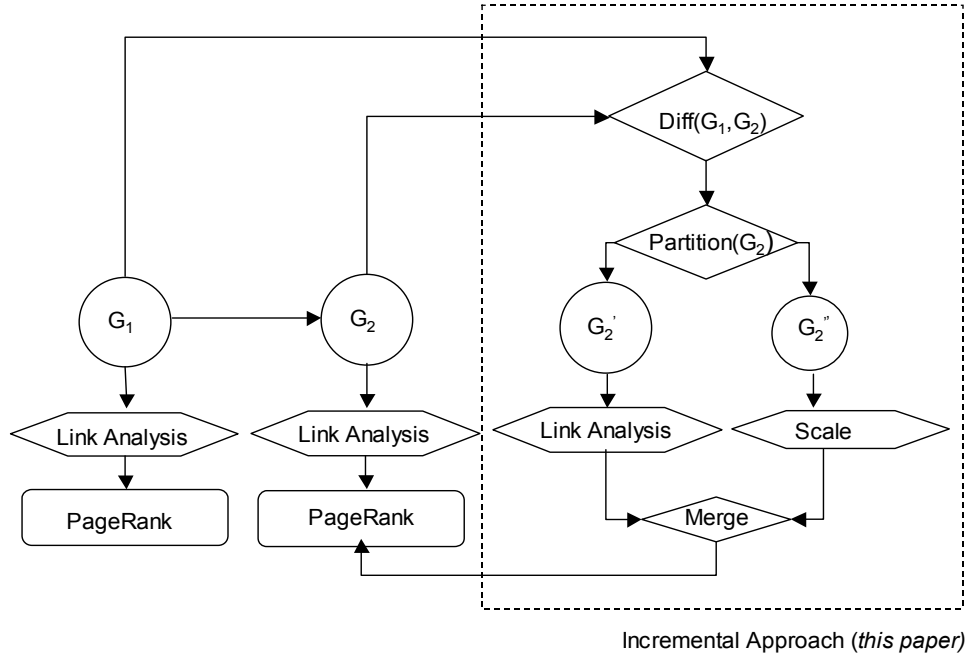 Diff(G₁,G₂)
Partition(G₂)
G₁
G₂
G₂'
G₂"
Link Analysis
Link Analysis
Link Analysis
Scale
PageRank
PageRank
Merge
Incremental Approach (this paper)